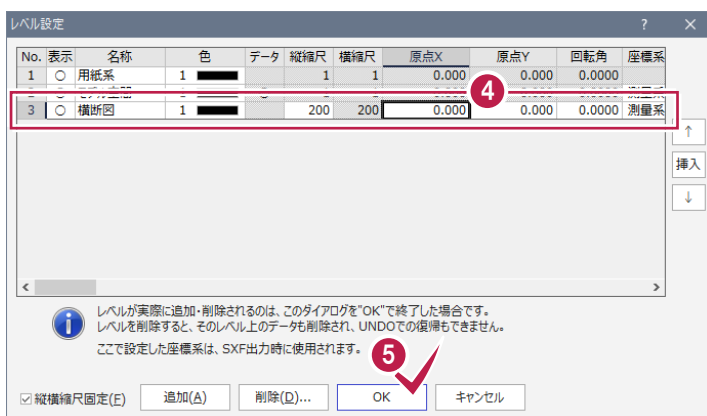 レベル設定 ? ×
No. 表示 名称 色 データ 縦縮尺 横縮尺 原点X 原点Y 回転角 座標系
1 ○ 用紙系 1 1 1 0.000 0.000 0.0000
4
3 ○ 横断図 1 200 200 0.000 0.000 0.0000 測量系
↑
挿入
↓
< >
レベルが実際に追加・削除されるのは、このダイアログを"OK"で終了した場合です。
レベルを削除すると、そのレベル上のデータも削除され、UNDOでの復帰もできません。
ここで設定した座標系は、SXF出力時に使用されます。
5
縦横縮尺固定(F) 追加(A) 削除(D)... OK キャンセル